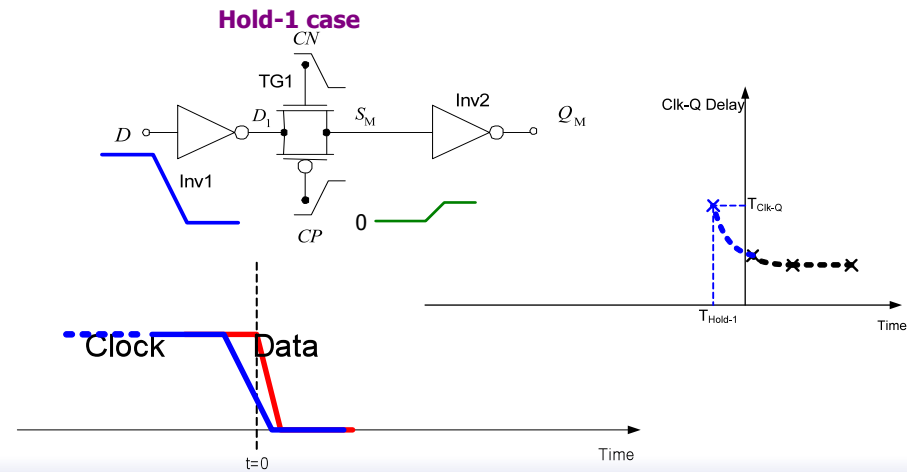 Hold-1 case
CN
TG1
Inv2
Clk-Q Delay
D
D1
SM
QM
Inv1
0
TClk-Q
CP
THold-1
Time
Clock
Data
Time
t=0